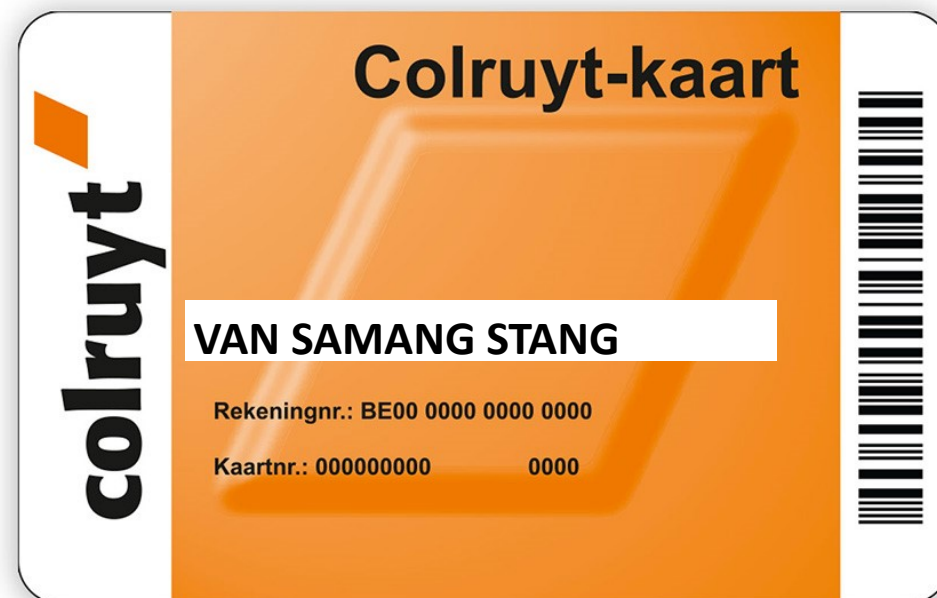 colruyt
Colruyt-kaart
VAN SAMANG STANG
Rekeningnr.: BE00 0000 0000 0000
Kaartnr.: 000000000 0000